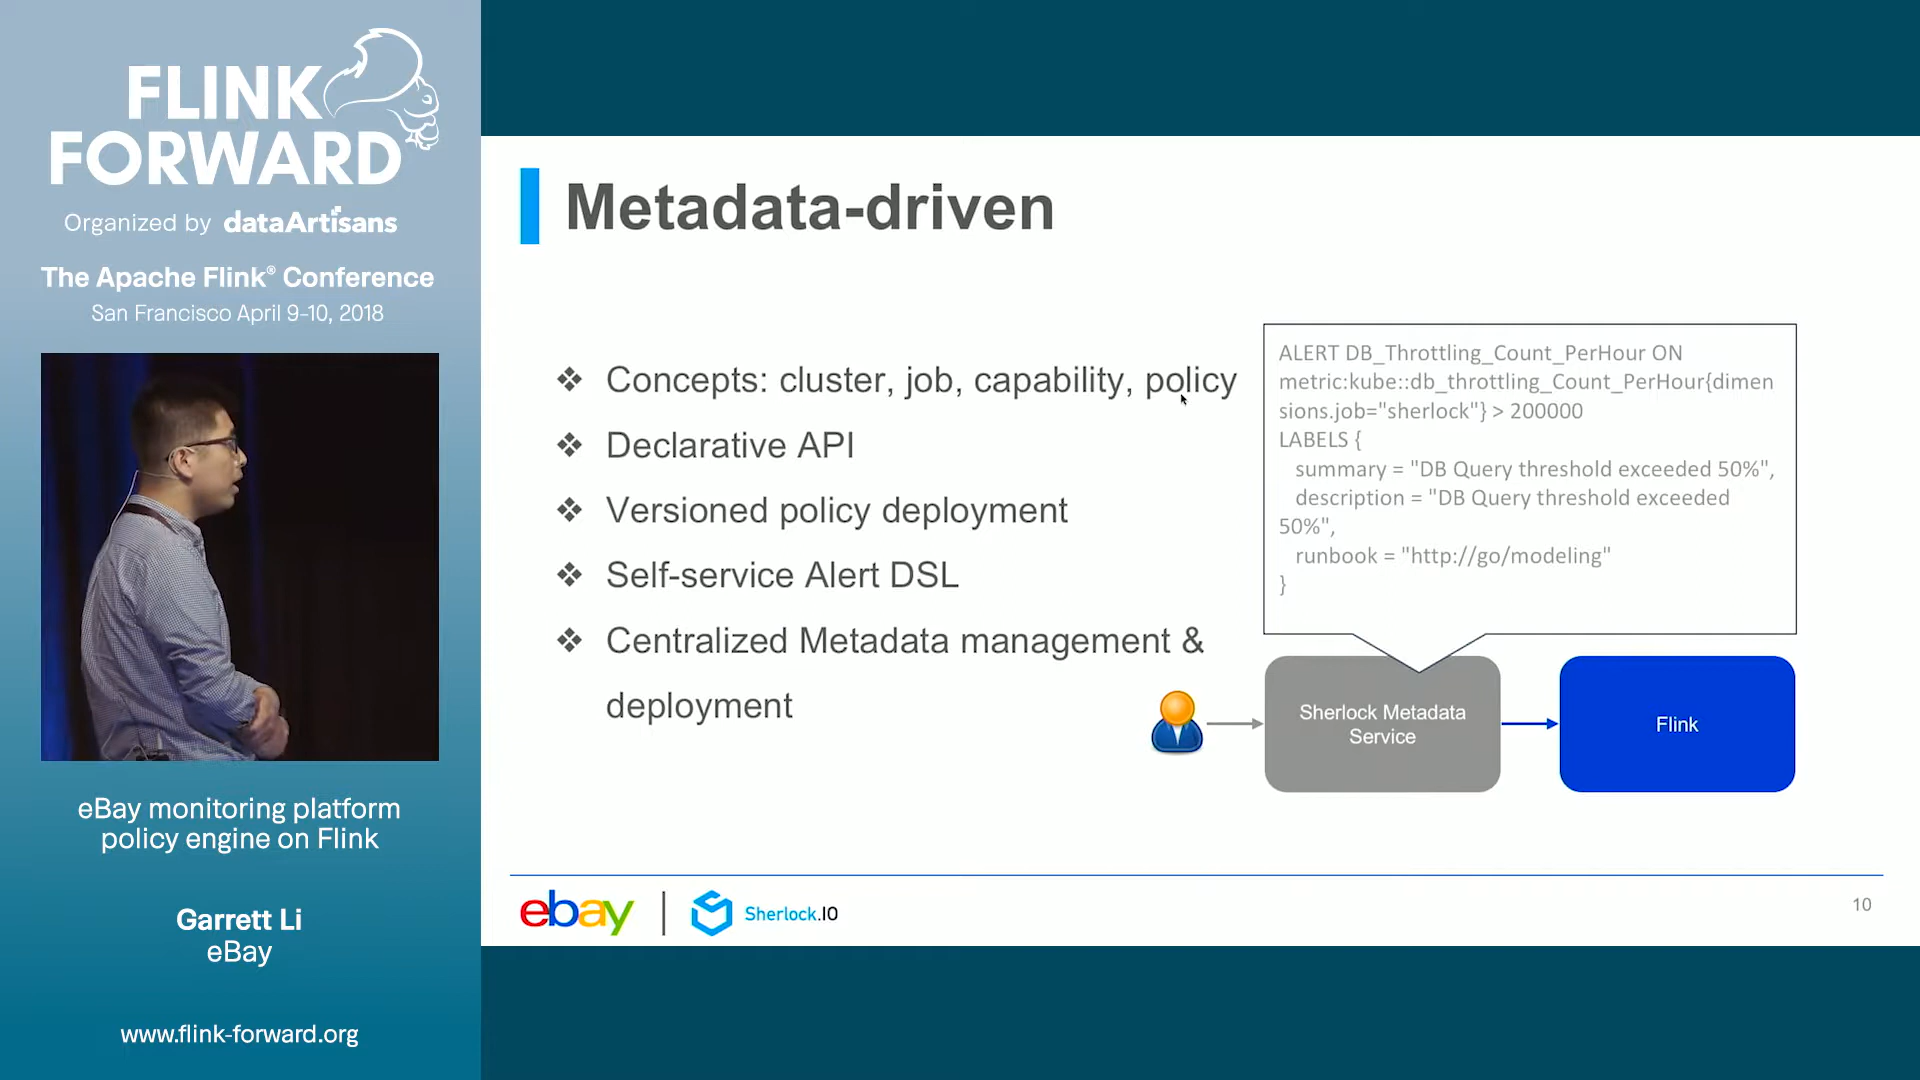 FLINK
FORWARD
Organized by dataArtisans
The Apache Flink® Conference
San Francisco April 9-10, 2018
eBay monitoring platform
policy engine on Flink
Garrett Li
eBay
www.flink-forward.org
Metadata-driven
❖ Concepts: cluster, job, capability, policy
❖ Declarative API
❖ Versioned policy deployment
❖ Self-service Alert DSL
❖ Centralized Metadata management &
deployment
ALERT DB_Throttling_Count_PerHour ON
metric:kube::db_throttling_Count_PerHour{dimen
sions.job="sherlock"} > 200000
LABELS {
summary = "DB Query threshold exceeded 50%",
description = "DB Query threshold exceeded
50%",
runbook = "http://go/modeling"
}
Sherlock Metadata
Service
Flink
ebay
Sherlock.IO
10